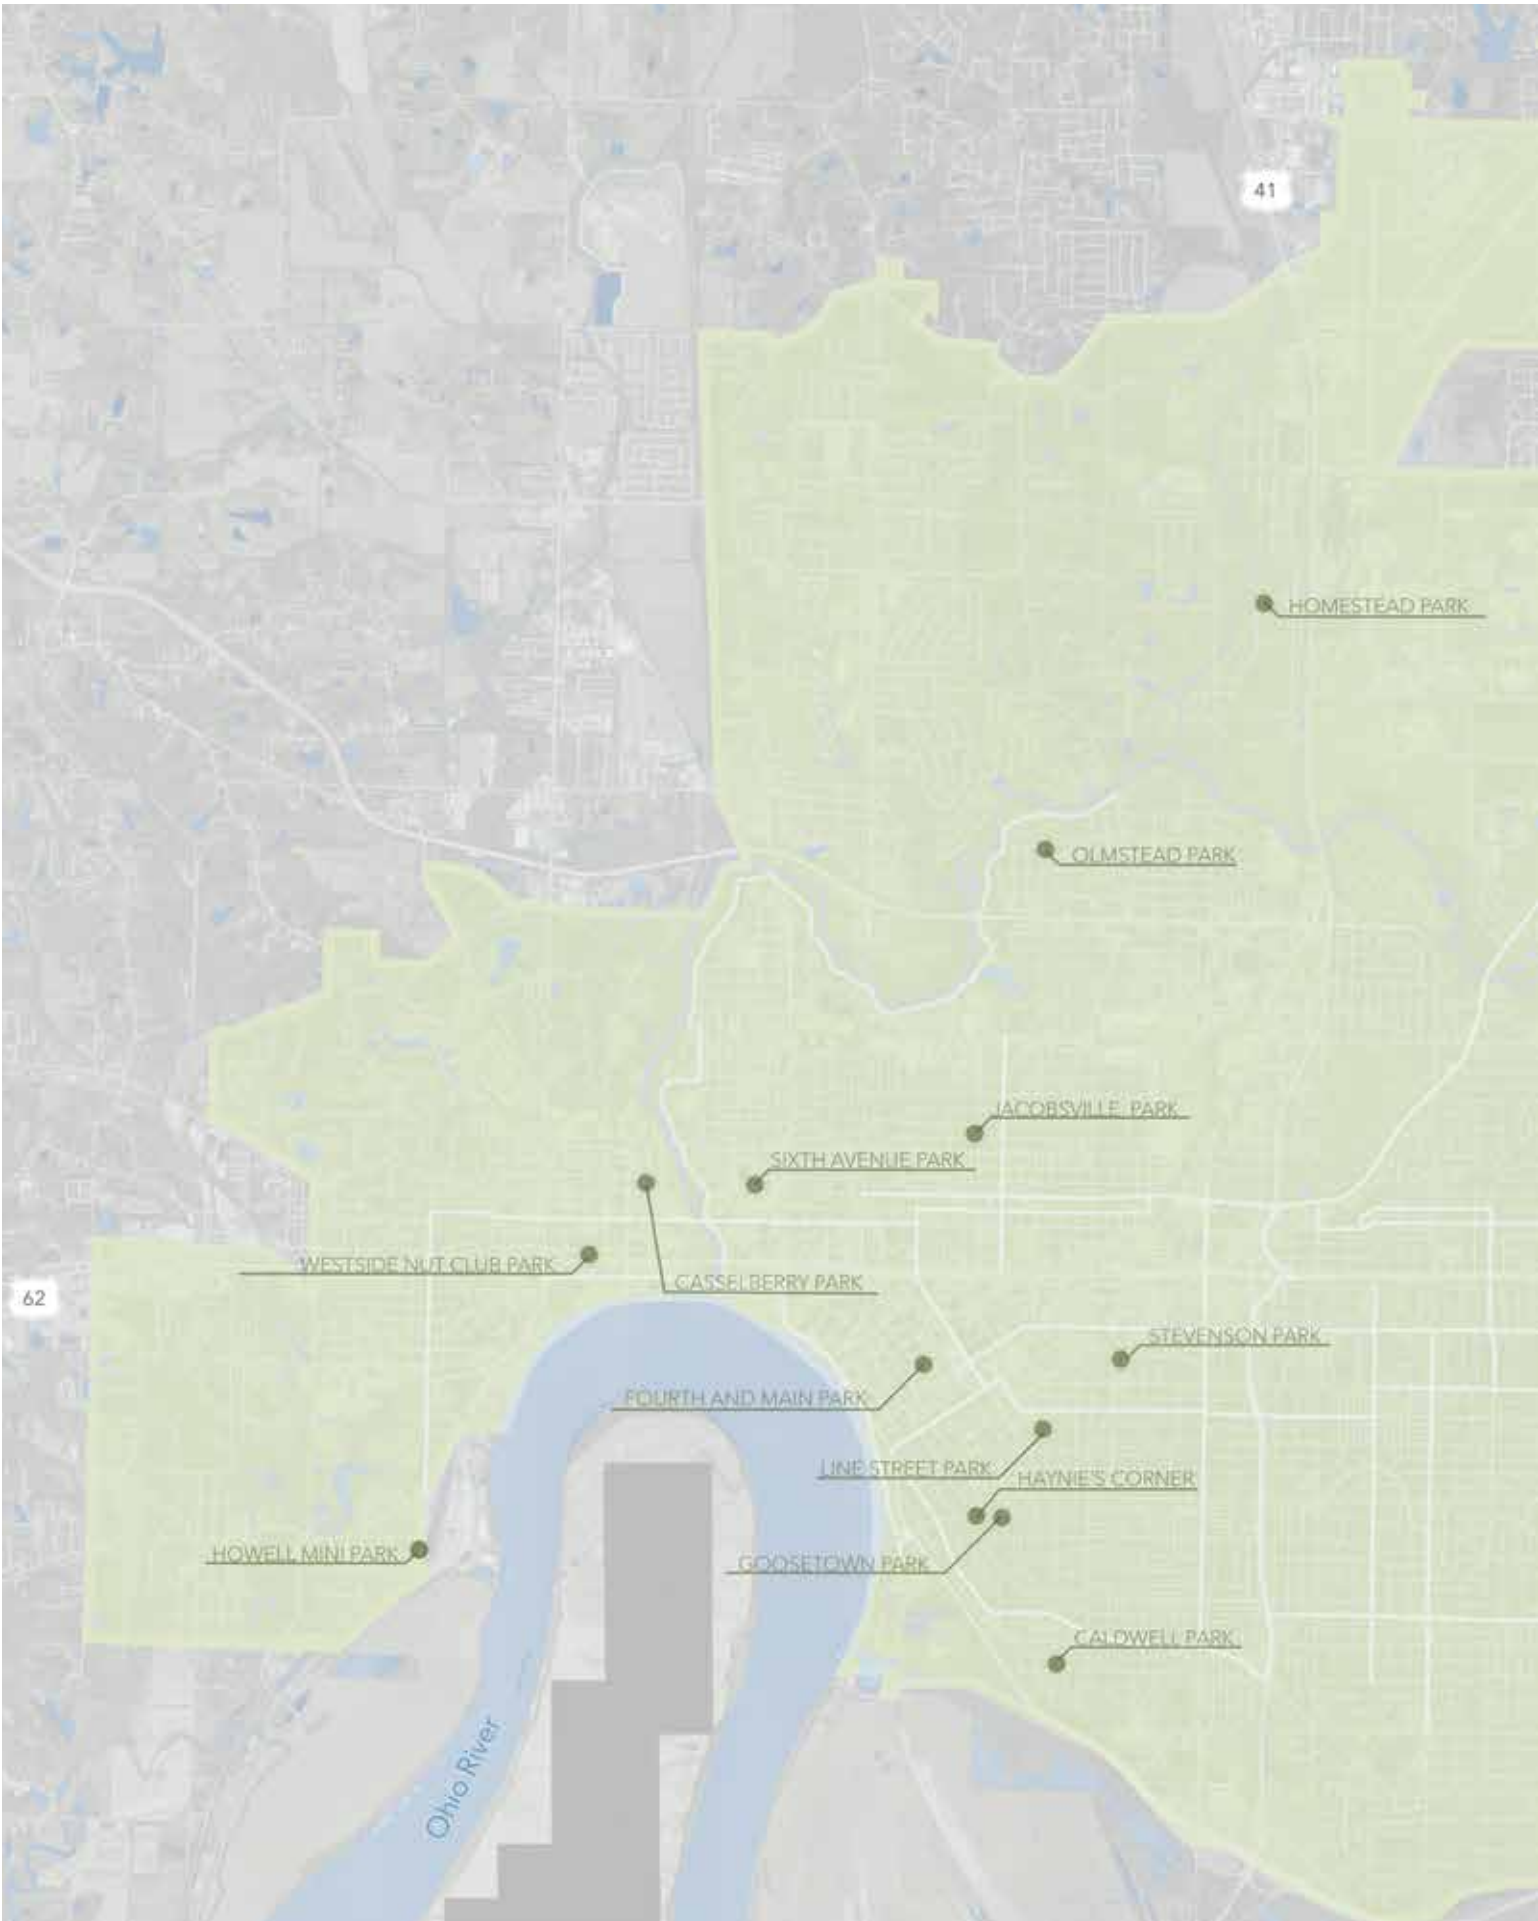 41
HOMESTEAD PARK
OLMSTEAD PARK
JACOBSVILLE PARK
SIXTH AVENUE PARK
WESTSIDE NUT CLUB PARK
CASSELBERRY PARK
62
STEVENSON PARK
FOURTH AND MAIN PARK
LINE STREET PARK
HAYNIE'S CORNER
HOWELL MINI PARK
GOOSETOWN PARK
CALDWELL PARK
Ohio River